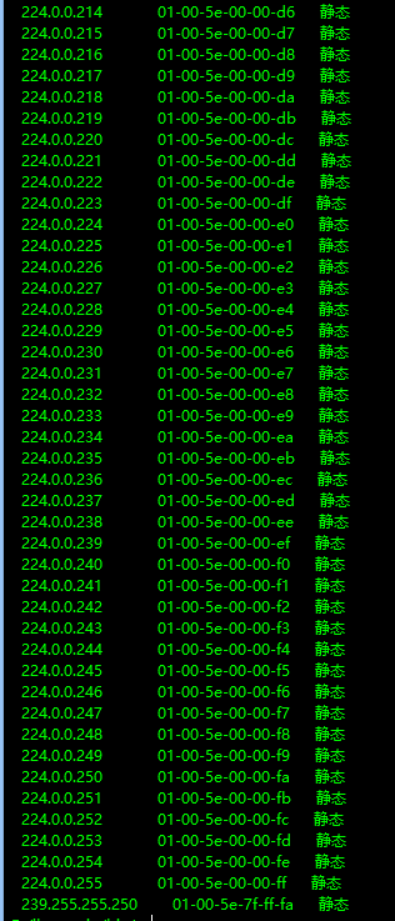 224.0.0.214 01-00-5e-00-00-d6 静态
224.0.0.215 01-00-5e-00-00-d7 静态
224.0.0.216 01-00-5e-00-00-d8 静态
224.0.0.217 01-00-5e-00-00-d9 静态
224.0.0.218 01-00-5e-00-00-da 静态
224.0.0.219 01-00-5e-00-00-db 静态
224.0.0.220 01-00-5e-00-00-dc 静态
224.0.0.221 01-00-5e-00-00-dd 静态
224.0.0.222 01-00-5e-00-00-de 静态
224.0.0.223 01-00-5e-00-00-df 静态
224.0.0.224 01-00-5e-00-00-e0 静态
224.0.0.225 01-00-5e-00-00-e1 静态
224.0.0.226 01-00-5e-00-00-e2 静态
224.0.0.227 01-00-5e-00-00-e3 静态
224.0.0.228 01-00-5e-00-00-e4 静态
224.0.0.229 01-00-5e-00-00-e5 静态
224.0.0.230 01-00-5e-00-00-e6 静态
224.0.0.231 01-00-5e-00-00-e7 静态
224.0.0.232 01-00-5e-00-00-e8 静态
224.0.0.233 01-00-5e-00-00-e9 静态
224.0.0.234 01-00-5e-00-00-ea 静态
224.0.0.235 01-00-5e-00-00-eb 静态
224.0.0.236 01-00-5e-00-00-ec 静态
224.0.0.237 01-00-5e-00-00-ed 静态
224.0.0.238 01-00-5e-00-00-ee 静态
224.0.0.239 01-00-5e-00-00-ef 静态
224.0.0.240 01-00-5e-00-00-f0 静态
224.0.0.241 01-00-5e-00-00-f1 静态
224.0.0.242 01-00-5e-00-00-f2 静态
224.0.0.243 01-00-5e-00-00-f3 静态
224.0.0.244 01-00-5e-00-00-f4 静态
224.0.0.245 01-00-5e-00-00-f5 静态
224.0.0.246 01-00-5e-00-00-f6 静态
224.0.0.247 01-00-5e-00-00-f7 静态
224.0.0.248 01-00-5e-00-00-f8 静态
224.0.0.249 01-00-5e-00-00-f9 静态
224.0.0.250 01-00-5e-00-00-fa 静态
224.0.0.251 01-00-5e-00-00-fb 静态
224.0.0.252 01-00-5e-00-00-fc 静态
224.0.0.253 01-00-5e-00-00-fd 静态
224.0.0.254 01-00-5e-00-00-fe 静态
224.0.0.255 01-00-5e-00-00-ff 静态
239.255.255.250 01-00-5e-7f-ff-fa 静态